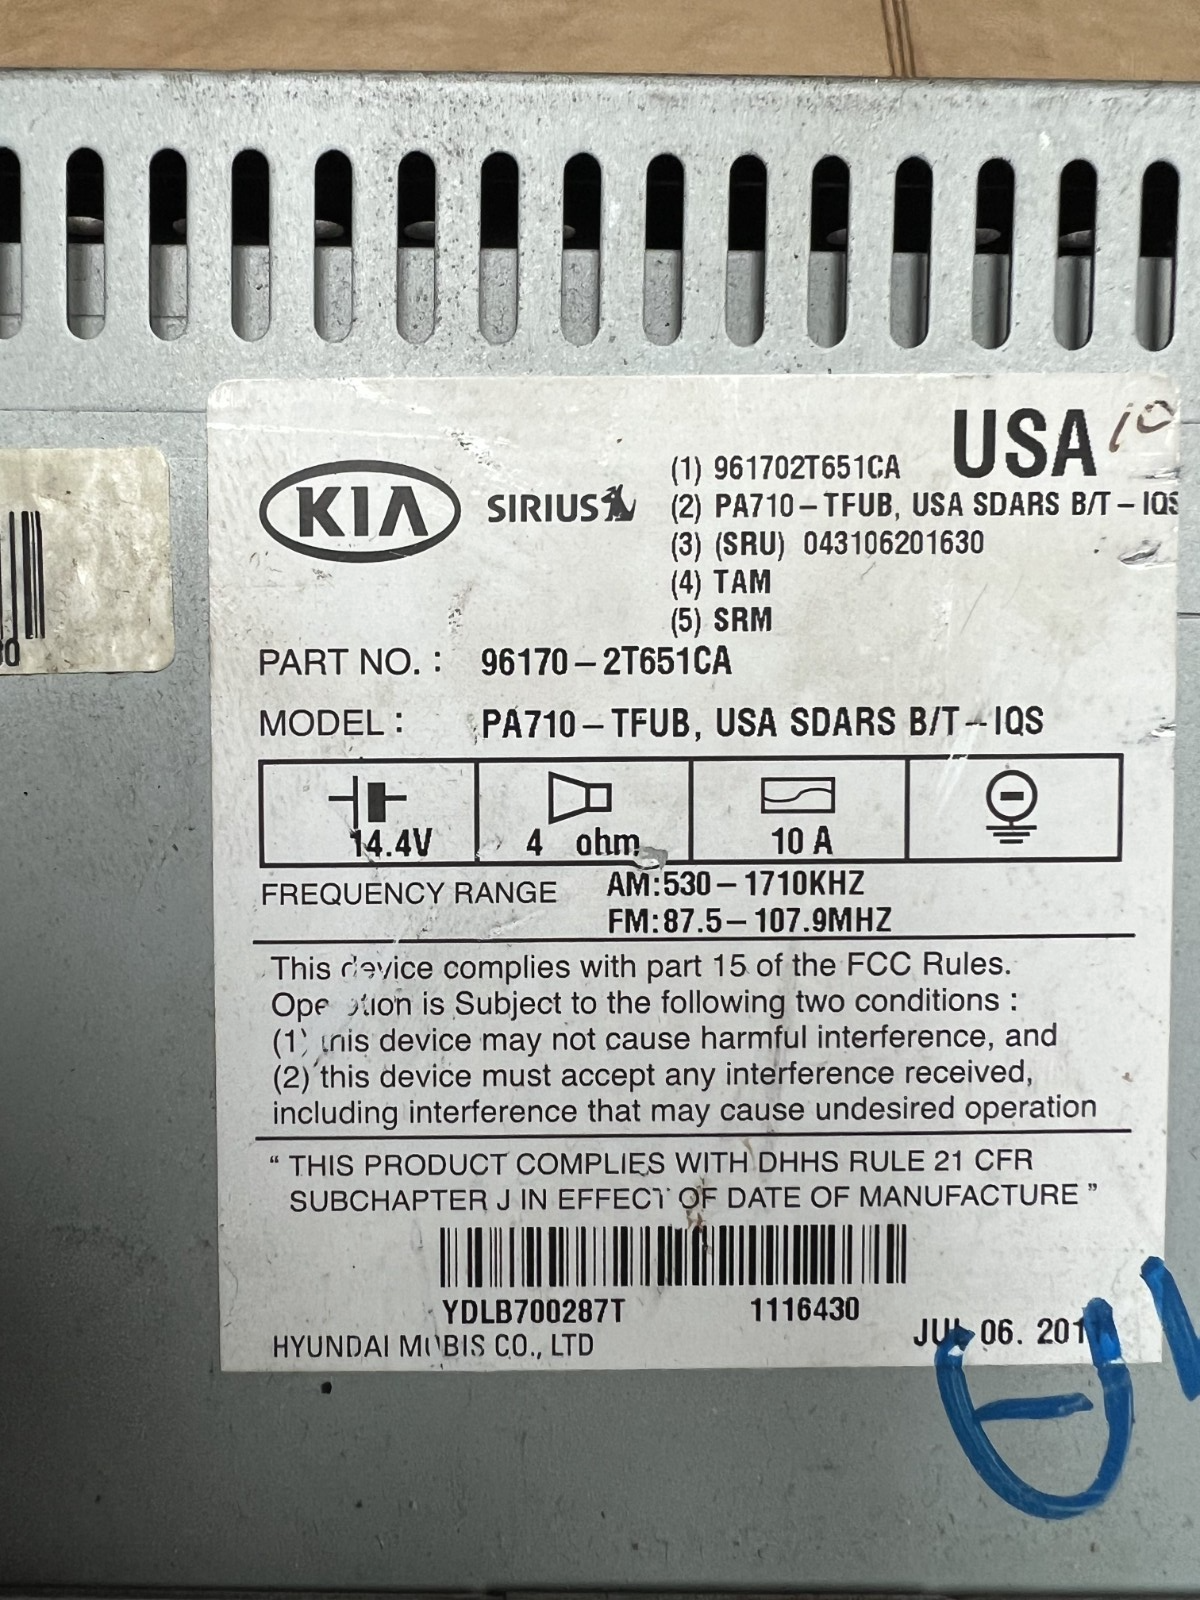 USA 10
KIA SIRIUS
(1) 961702T651CA
(2) PA710-TFUB, USA SDARS B/T-IQS
(3) (SRU) 043106201630
(4) TAM
(5) SRM
PART NO. : 96170-2T651CA
MODEL : PA710-TFUB, USA SDARS B/T-IQS
14.4V 4 ohm 10 A
FREQUENCY RANGE AM:530-1710KHZ
FM:87.5-107.9MHZ
This device complies with part 15 of the FCC Rules.
Operation is Subject to the following two conditions :
(1) this device may not cause harmful interference, and
(2) this device must accept any interference received,
including interference that may cause undesired operation
" THIS PRODUCT COMPLIES WITH DHHS RULE 21 CFR
SUBCHAPTER J IN EFFECT OF DATE OF MANUFACTURE "
YDLB700287T 1116430
HYUNDAI MOBIS CO., LTD JUL 06. 2011